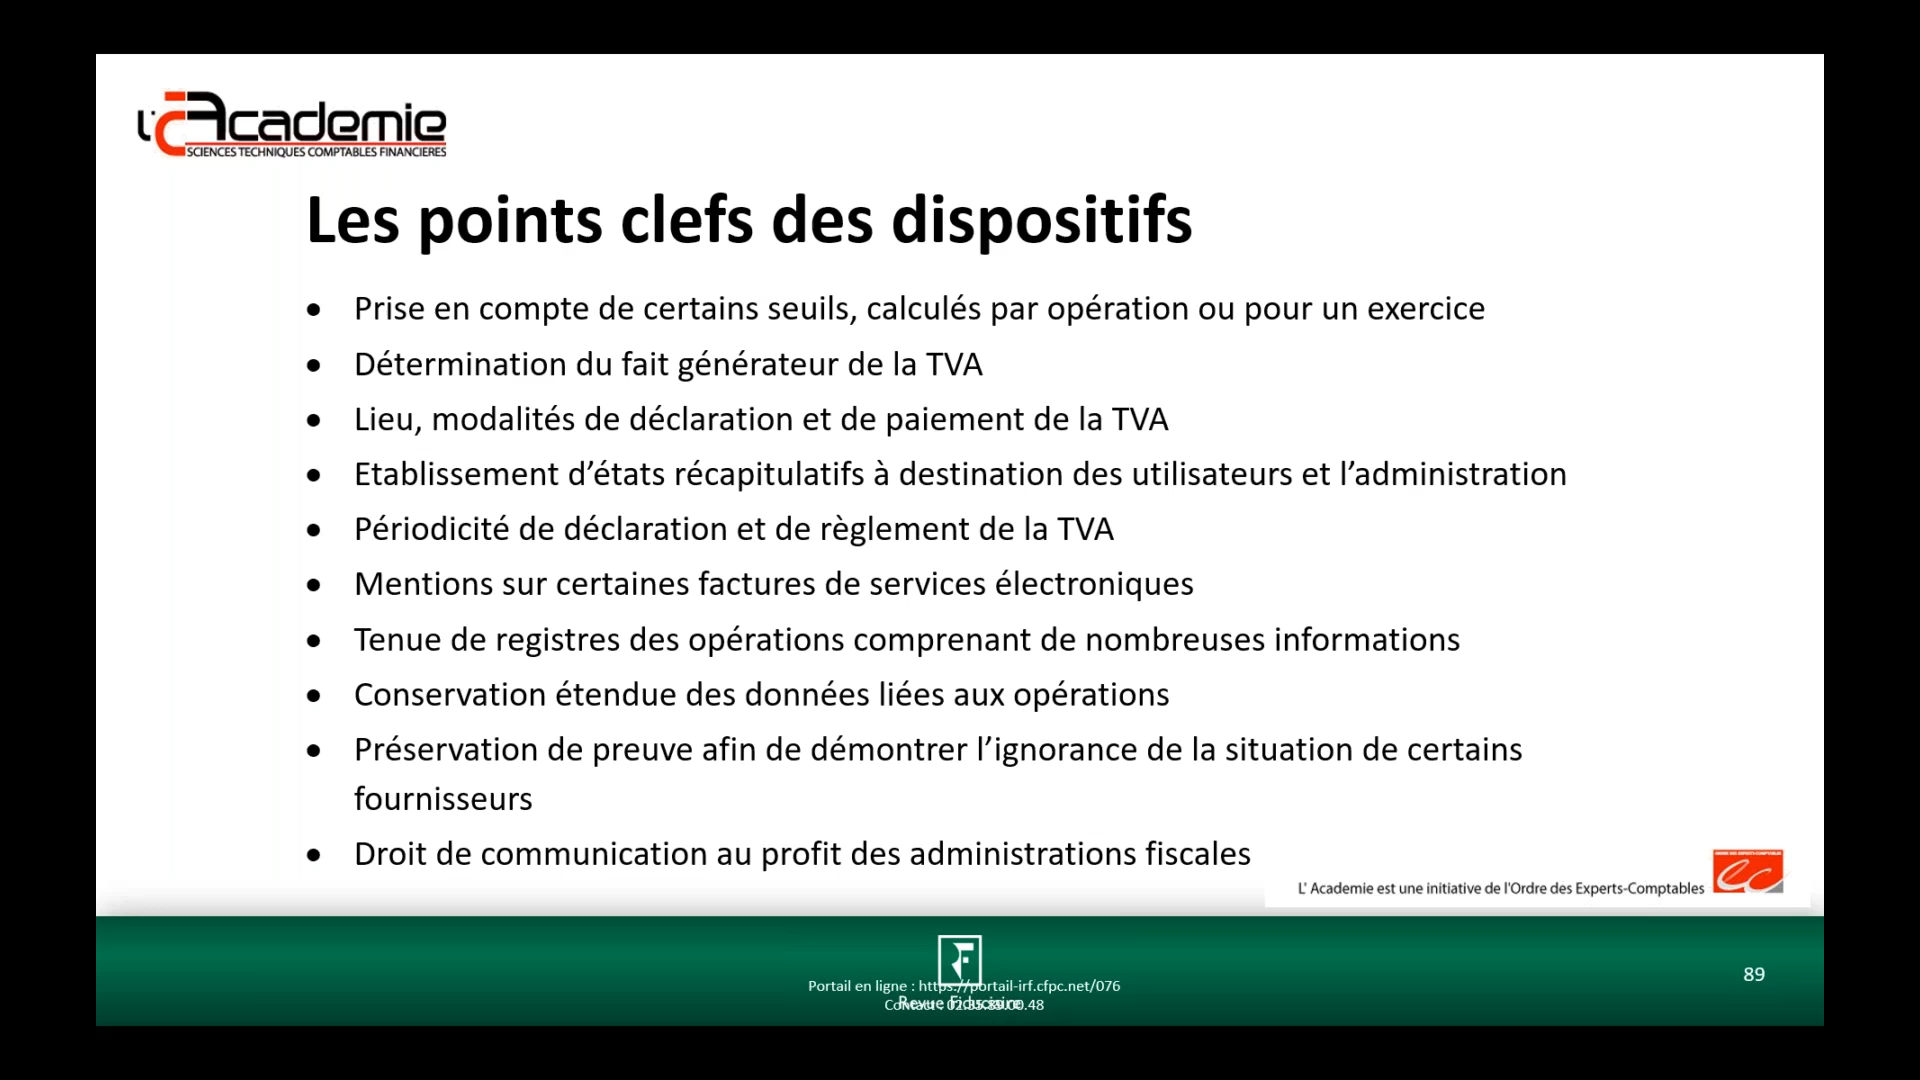 L'Academie
SCIENCES TECHNIQUES COMPTABLES FINANCIERES
Les points clefs des dispositifs
• Prise en compte de certains seuils, calculés par opération ou pour un exercice
• Détermination du fait générateur de la TVA
• Lieu, modalités de déclaration et de paiement de la TVA
• Etablissement d’états récapitulatifs à destination des utilisateurs et l’administration
• Périodicité de déclaration et de règlement de la TVA
• Mentions sur certaines factures de services électroniques
• Tenue de registres des opérations comprenant de nombreuses informations
• Conservation étendue des données liées aux opérations
• Préservation de preuve afin de démontrer l’ignorance de la situation de certains
fournisseurs
• Droit de communication au profit des administrations fiscales
L' Academie est une initiative de l'Ordre des Experts-Comptables
ec
Portail en ligne : https://portail-irf.cfpc.net/076
Revue Fiduciaire
89